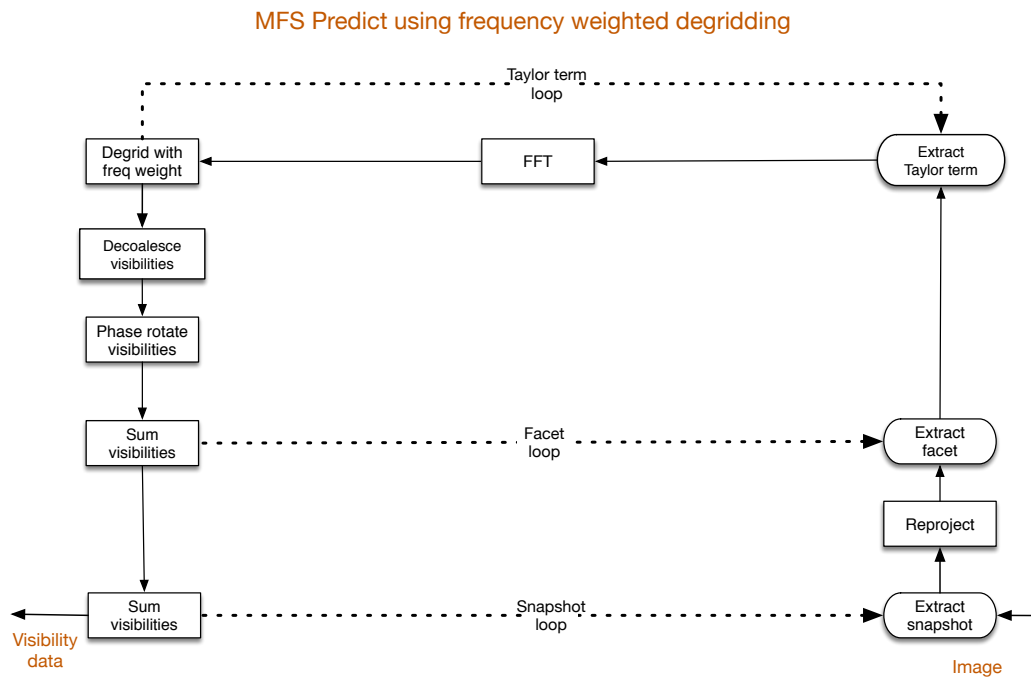 MFS Predict using frequency weighted degridding
Taylor term
loop
Degrid with
freq weight
FFT
Extract
Taylor term
Decoalesce
visibilities
Phase rotate
visibilities
Sum
visibilities
Facet
loop
Extract
facet
Reproject
Sum
visibilities
Snapshot
loop
Extract
snapshot
Visibility
data
Image